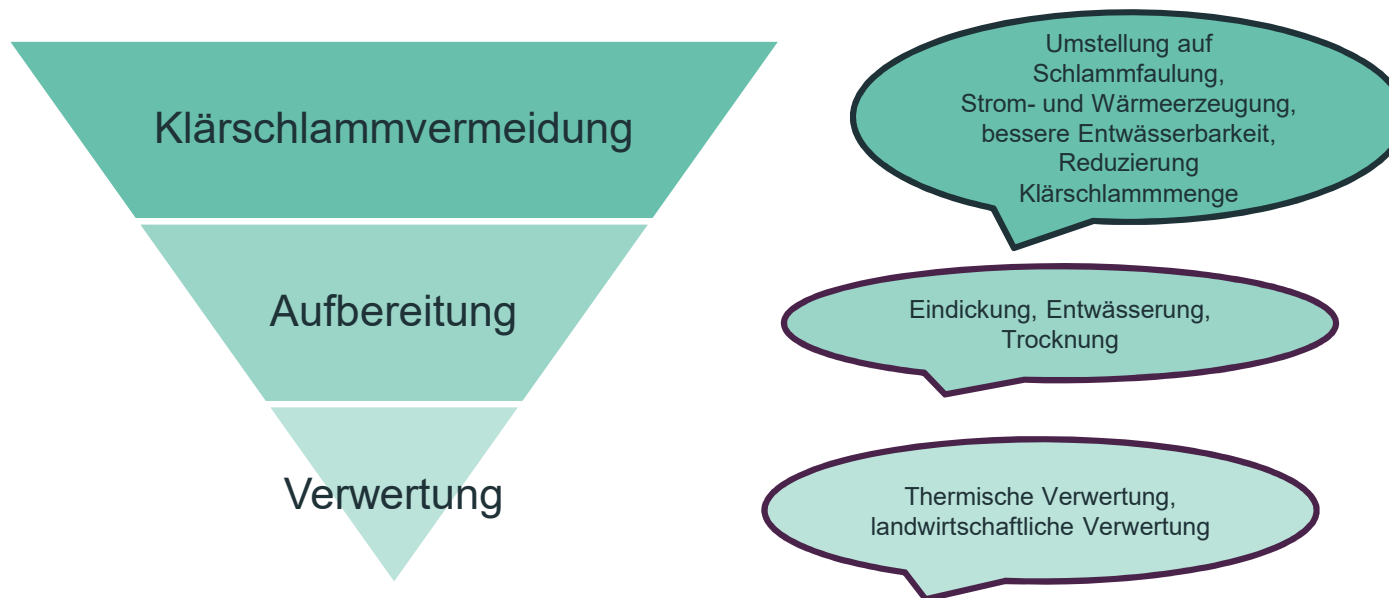 Klärschlammvermeidung
Umstellung auf
Schlammfaulung,
Strom- und Wärmeerzeugung,
bessere Entwässerbarkeit,
Reduzierung
Klärschlammmenge
Aufbereitung
Eindickung, Entwässerung,
Trocknung
Verwertung
Thermische Verwertung,
landwirtschaftliche Verwertung